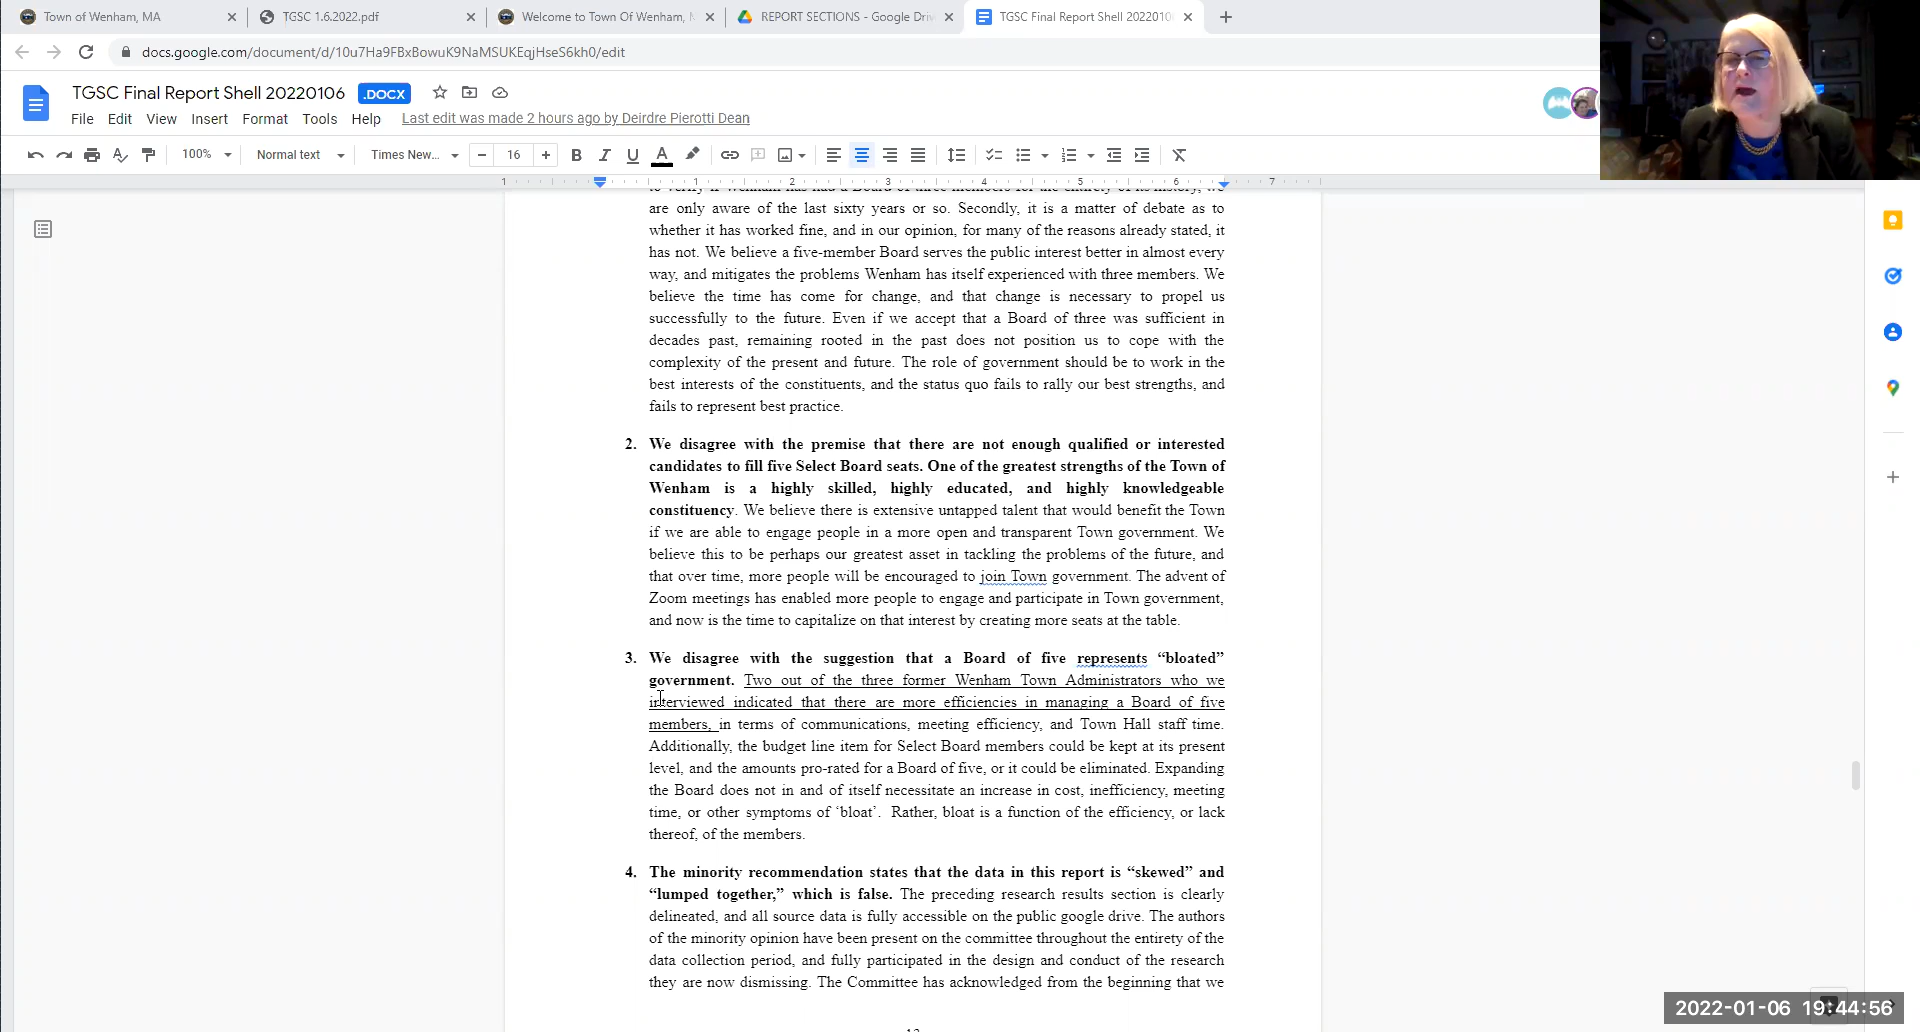 Town of Wenham, MA
TGSC 1.6.2022.pdf
Welcome to Town Of Wenham,
REPORT SECTIONS - Google Driv
TGSC Final Report Shell 2022010
docs.google.com/document/d/10u7Ha9FBxBowuK9NaMSUKEqjHseS6kh0/edit
TGSC Final Report Shell 20220106 .DOCX
File Edit View Insert Format Tools Help Last edit was made 2 hours ago by Deirdre Pierotti Dean
100% Normal text Times New... - 16 + B I U A
1 1 2 3 4 5 6 7
to verify if Wenham has had a Board of three members for the entirety of its history, we
are only aware of the last sixty years or so. Secondly, it is a matter of debate as to
whether it has worked fine, and in our opinion, for many of the reasons already stated, it
has not. We believe a five-member Board serves the public interest better in almost every
way, and mitigates the problems Wenham has itself experienced with three members. We
believe the time has come for change, and that change is necessary to propel us
successfully to the future. Even if we accept that a Board of three was sufficient in
decades past, remaining rooted in the past does not position us to cope with the
complexity of the present and future. The role of government should be to work in the
best interests of the constituents, and the status quo fails to rally our best strengths, and
fails to represent best practice.
2. We disagree with the premise that there are not enough qualified or interested
candidates to fill five Select Board seats. One of the greatest strengths of the Town of
Wenham is a highly skilled, highly educated, and highly knowledgeable
constituency. We believe there is extensive untapped talent that would benefit the Town
if we are able to engage people in a more open and transparent Town government. We
believe this to be perhaps our greatest asset in tackling the problems of the future, and
that over time, more people will be encouraged to join Town government. The advent of
Zoom meetings has enabled more people to engage and participate in Town government,
and now is the time to capitalize on that interest by creating more seats at the table.
3. We disagree with the suggestion that a Board of five represents “bloated”
government. Two out of the three former Wenham Town Administrators who we
interviewed indicated that there are more efficiencies in managing a Board of five
members, in terms of communications, meeting efficiency, and Town Hall staff time.
Additionally, the budget line item for Select Board members could be kept at its present
level, and the amounts pro-rated for a Board of five, or it could be eliminated. Expanding
the Board does not in and of itself necessitate an increase in cost, inefficiency, meeting
time, or other symptoms of ‘bloat’. Rather, bloat is a function of the efficiency, or lack
thereof, of the members.
4. The minority recommendation states that the data in this report is “skewed” and
“lumped together,” which is false. The preceding research results section is clearly
delineated, and all source data is fully accessible on the public google drive. The authors
of the minority opinion have been present on the committee throughout the entirety of the
data collection period, and fully participated in the design and conduct of the research
they are now dismissing. The Committee has acknowledged from the beginning that we
2022-01-06 19:44:56